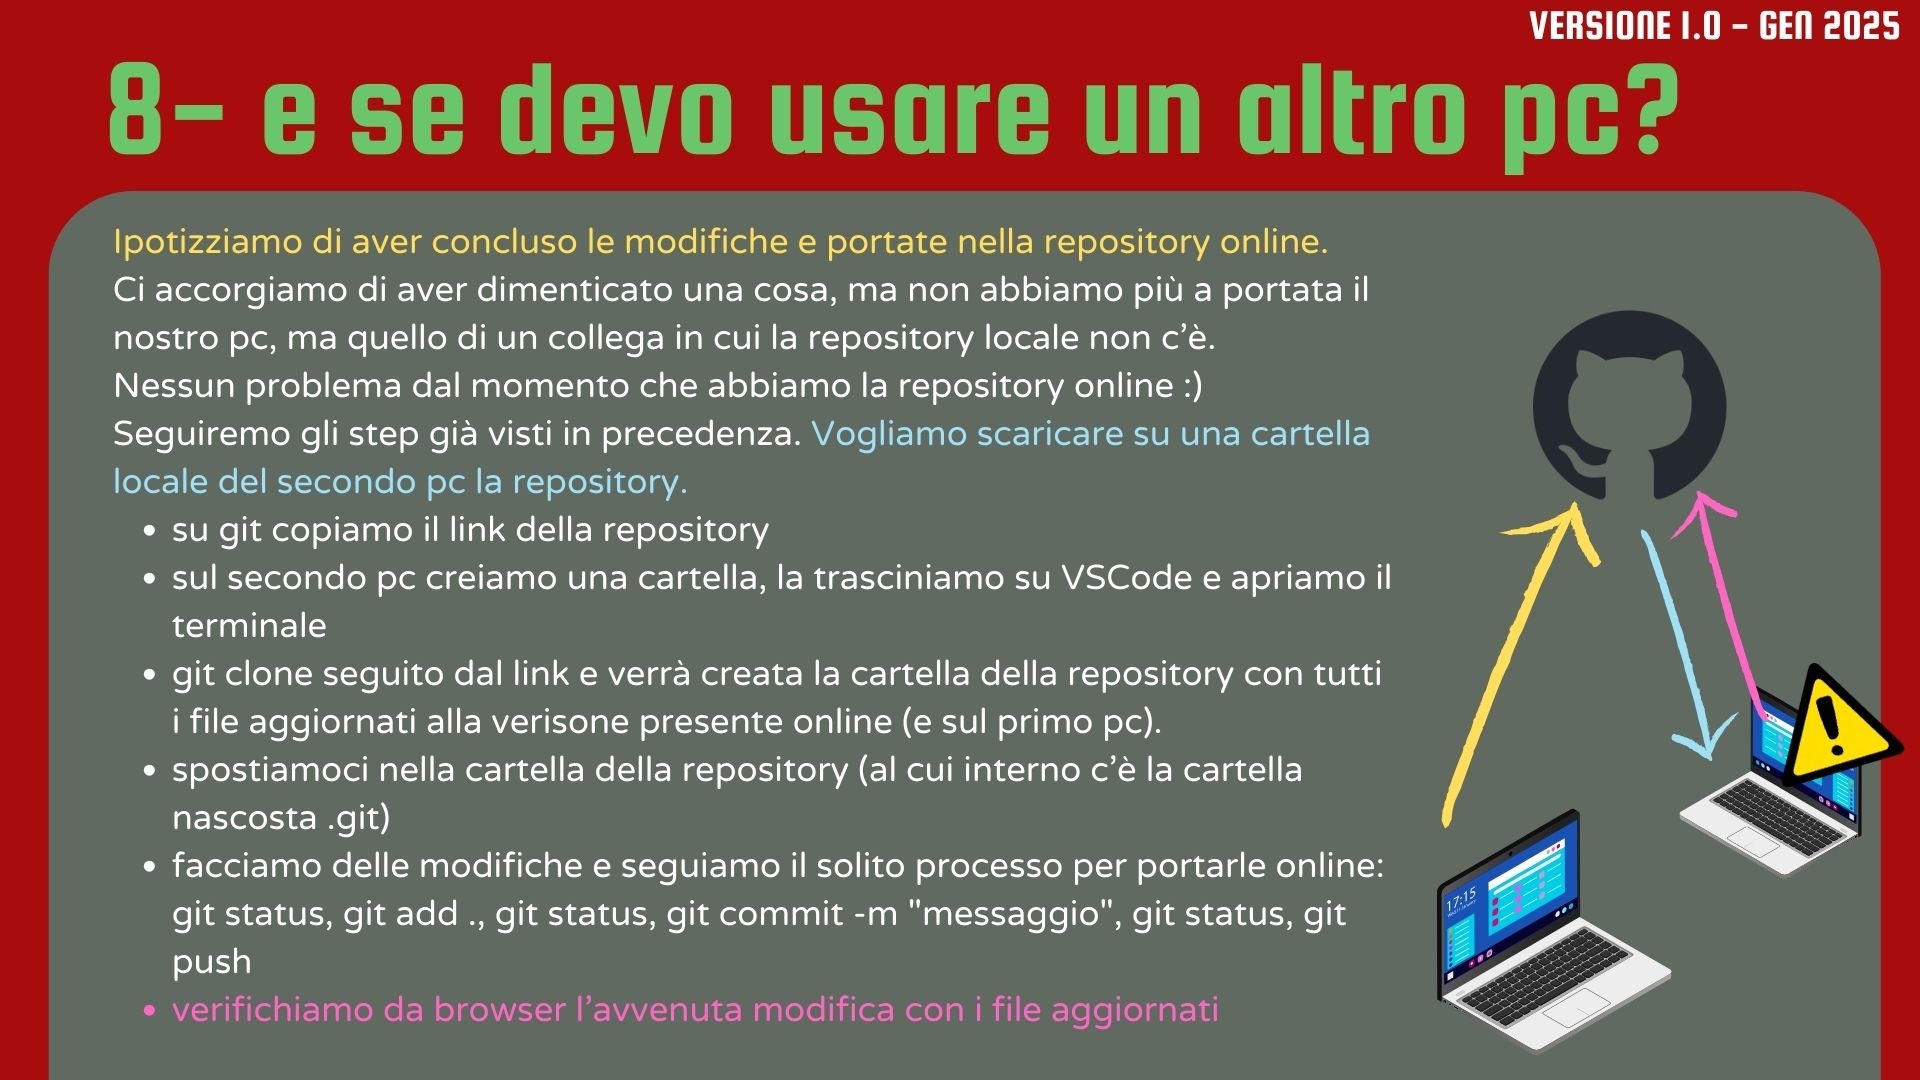 VERSIONE 1.0 - GEN 2025
8- e se devo usare un altro pc?
Ipotizziamo di aver concluso le modifiche e portate nella repository online.
Ci accorgiamo di aver dimenticato una cosa, ma non abbiamo più a portata il
nostro pc, ma quello di un collega in cui la repository locale non c’è.
Nessun problema dal momento che abbiamo la repository online :)
Seguiremo gli step già visti in precedenza. Vogliamo scaricare su una cartella
locale del secondo pc la repository.
• su git copiamo il link della repository
• sul secondo pc creiamo una cartella, la trasciniamo su VSCode e apriamo il
terminale
• git clone seguito dal link e verrà creata la cartella della repository con tutti
i file aggiornati alla verisone presente online (e sul primo pc).
• spostiamoci nella cartella della repository (al cui interno c’è la cartella
nascosta .git)
• facciamo delle modifiche e seguiamo il solito processo per portarle online:
git status, git add ., git status, git commit -m "messaggio", git status, git
push
• verifichiamo da browser l’avvenuta modifica con i file aggiornati
17:15